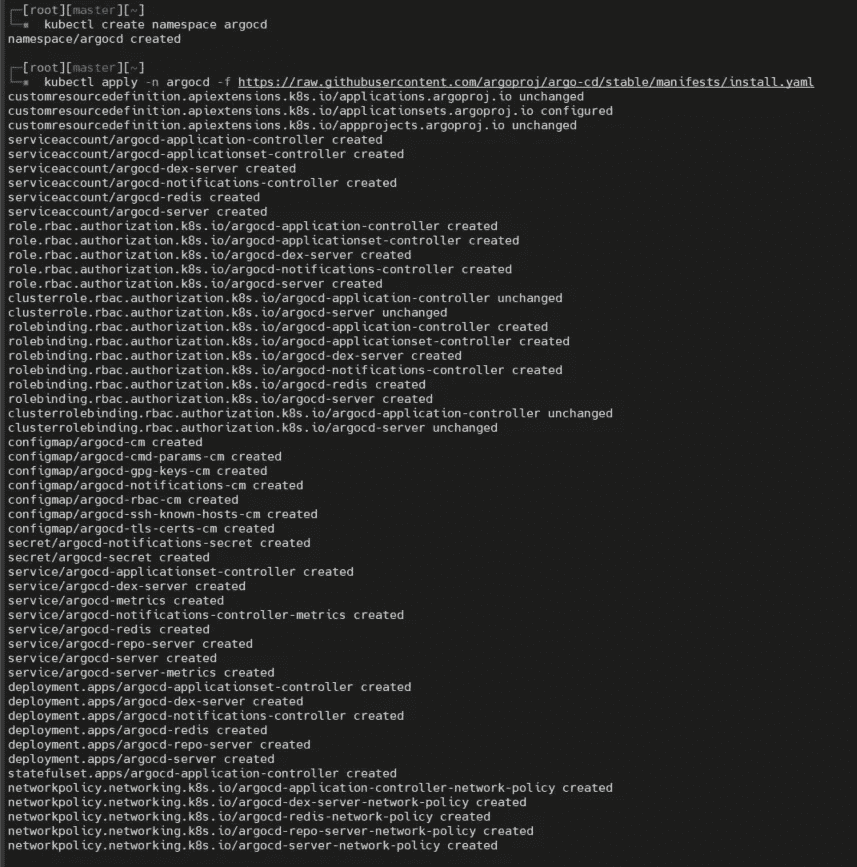 [root][master][~]
kubectl create namespace argocd
namespace/argocd created
[root][master][~]
kubectl apply -n argocd -f https://raw.githubusercontent.com/argoproj/argo-cd/stable/manifests/install.yaml
customresourcedefinition.apiextensions.k8s.io/applications.argoproj.io unchanged
customresourcedefinition.apiextensions.k8s.io/applicationsets.argoproj.io configured
customresourcedefinition.apiextensions.k8s.io/appprojects.argoproj.io unchanged
serviceaccount/argocd-application-controller created
serviceaccount/argocd-applicationset-controller created
serviceaccount/argocd-dex-server created
serviceaccount/argocd-notifications-controller created
serviceaccount/argocd-redis created
serviceaccount/argocd-server created
role.rbac.authorization.k8s.io/argocd-application-controller created
role.rbac.authorization.k8s.io/argocd-applicationset-controller created
role.rbac.authorization.k8s.io/argocd-dex-server created
role.rbac.authorization.k8s.io/argocd-notifications-controller created
role.rbac.authorization.k8s.io/argocd-server created
clusterrole.rbac.authorization.k8s.io/argocd-application-controller unchanged
clusterrole.rbac.authorization.k8s.io/argocd-server unchanged
rolebinding.rbac.authorization.k8s.io/argocd-application-controller created
rolebinding.rbac.authorization.k8s.io/argocd-applicationset-controller created
rolebinding.rbac.authorization.k8s.io/argocd-dex-server created
rolebinding.rbac.authorization.k8s.io/argocd-notifications-controller created
rolebinding.rbac.authorization.k8s.io/argocd-redis created
rolebinding.rbac.authorization.k8s.io/argocd-server created
clusterrolebinding.rbac.authorization.k8s.io/argocd-application-controller unchanged
clusterrolebinding.rbac.authorization.k8s.io/argocd-server unchanged
configmap/argocd-cm created
configmap/argocd-cmd-params-cm created
configmap/argocd-gpg-keys-cm created
configmap/argocd-notifications-cm created
configmap/argocd-rbac-cm created
configmap/argocd-ssh-known-hosts-cm created
configmap/argocd-tls-certs-cm created
secret/argocd-notifications-secret created
secret/argocd-secret created
service/argocd-applicationset-controller created
service/argocd-dex-server created
service/argocd-metrics created
service/argocd-notifications-controller-metrics created
service/argocd-redis created
service/argocd-repo-server created
service/argocd-server created
service/argocd-server-metrics created
deployment.apps/argocd-applicationset-controller created
deployment.apps/argocd-dex-server created
deployment.apps/argocd-notifications-controller created
deployment.apps/argocd-redis created
deployment.apps/argocd-repo-server created
deployment.apps/argocd-server created
statefulset.apps/argocd-application-controller created
networkpolicy.networking.k8s.io/argocd-application-controller-network-policy created
networkpolicy.networking.k8s.io/argocd-dex-server-network-policy created
networkpolicy.networking.k8s.io/argocd-redis-network-policy created
networkpolicy.networking.k8s.io/argocd-repo-server-network-policy created
networkpolicy.networking.k8s.io/argocd-server-network-policy created